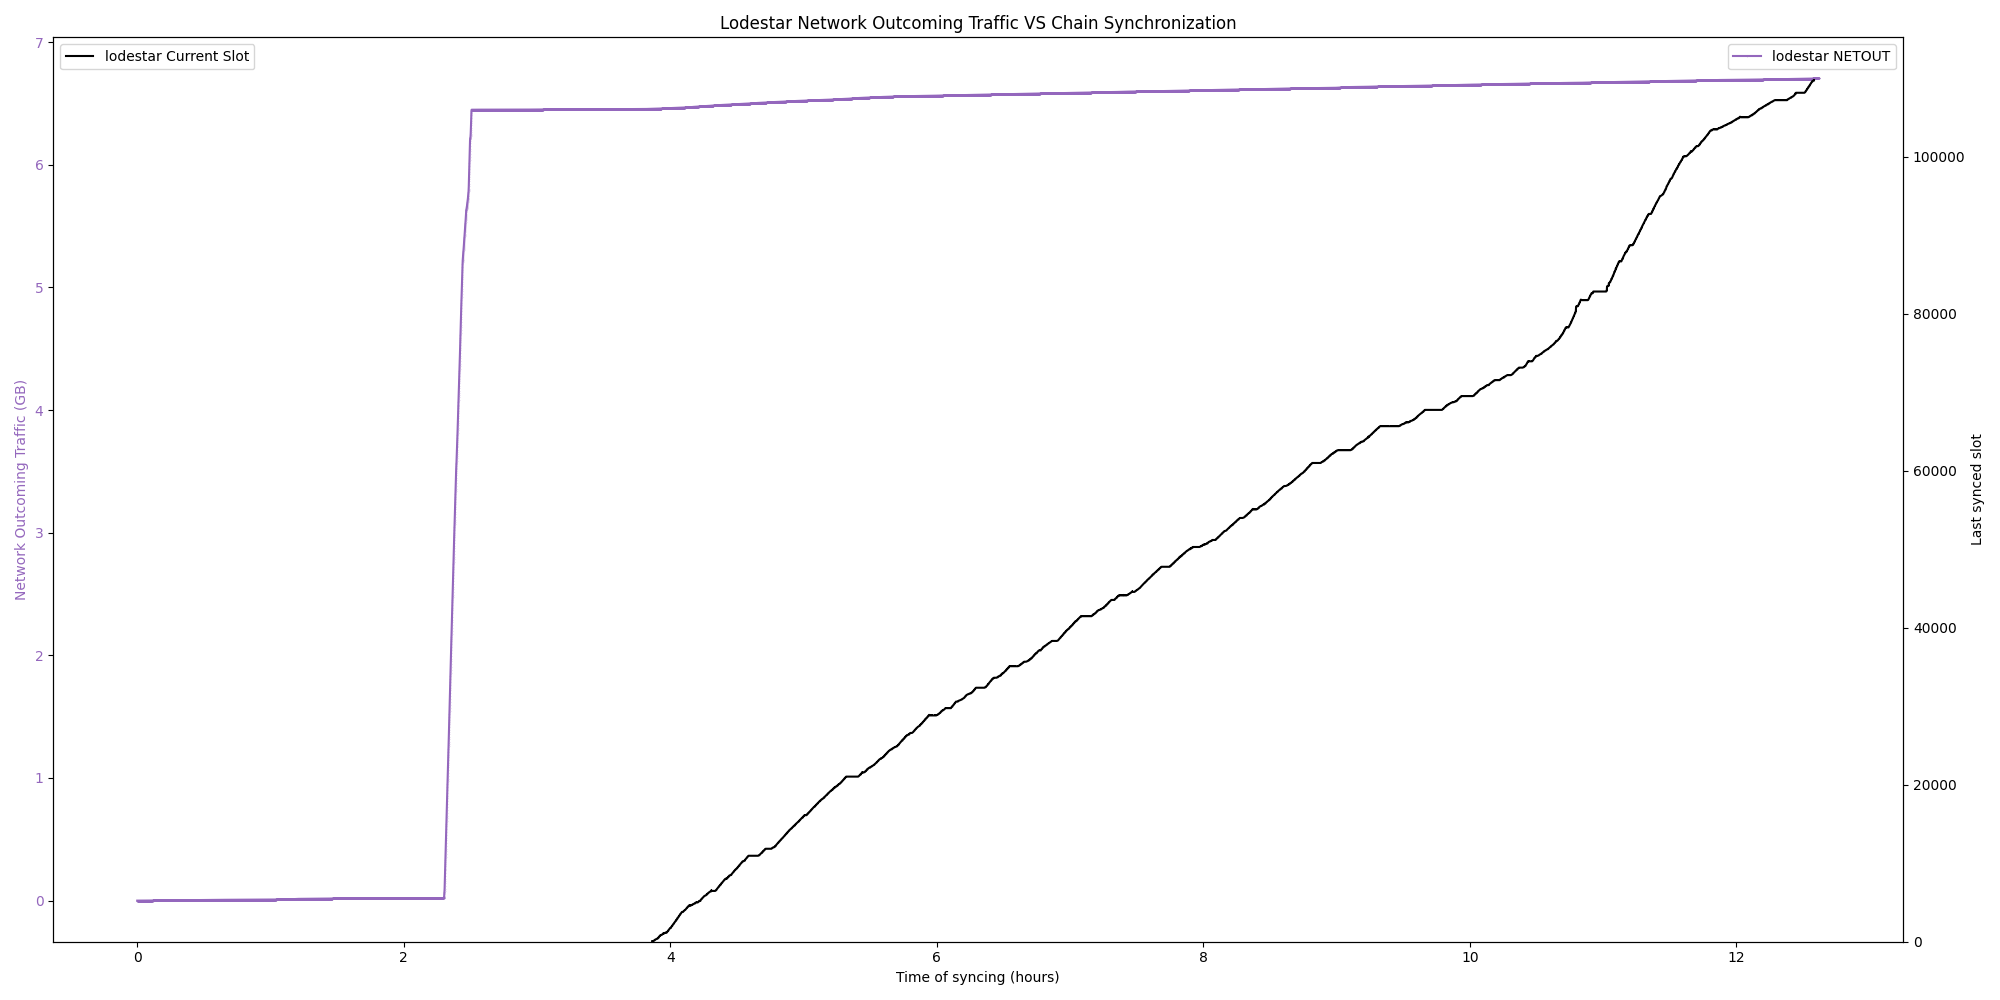 Lodestar Network Outcoming Traffic VS Chain Synchronization
lodestar Current Slot
lodestar NETOUT
Network Outcoming Traffic (GB)
7
6
5
4
3
2
1
0
100000
80000
60000
40000
20000
0
Last synced slot
0 2 4 6 8 10 12
Time of syncing (hours)